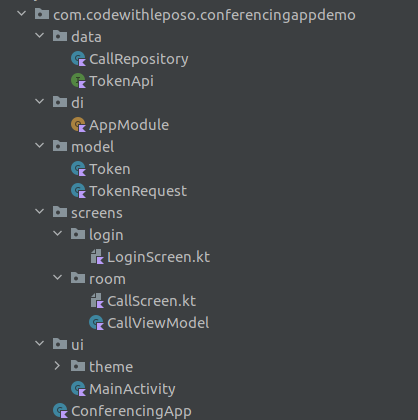 com.codewithleposo.conferencingappdemo
data
CallRepository
TokenApi
di
AppModule
model
Token
TokenRequest
screens
login
LoginScreen.kt
room
CallScreen.kt
CallViewModel
ui
theme
MainActivity
ConferencingApp